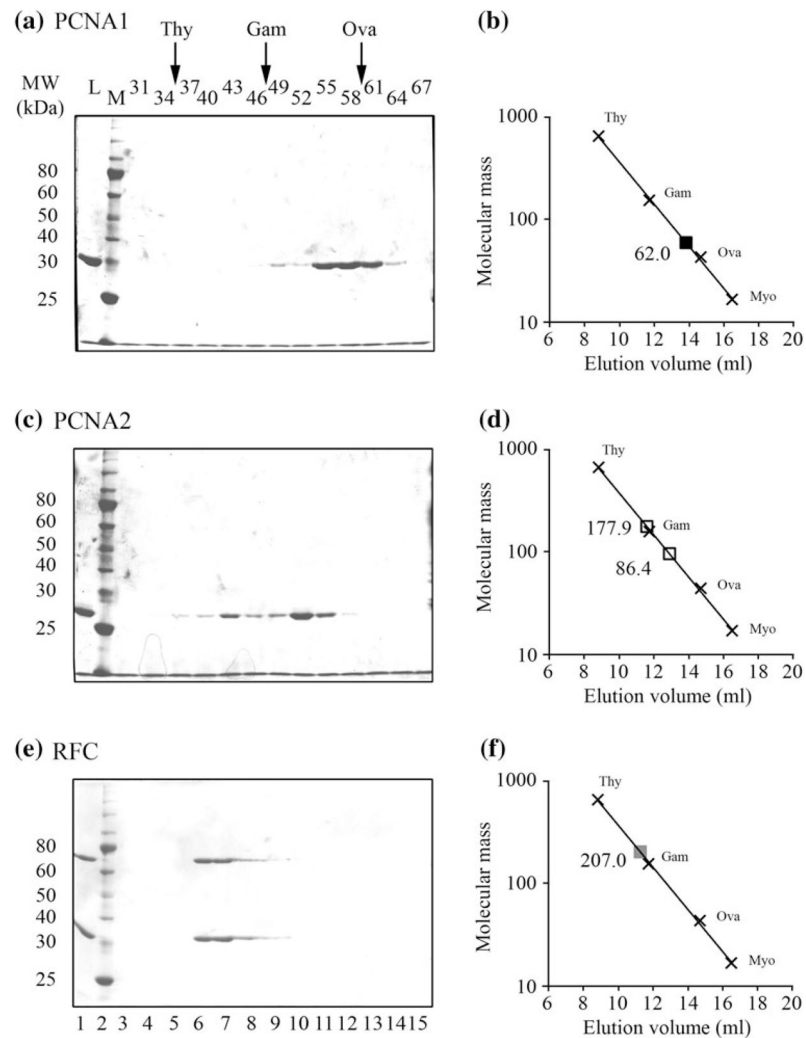 (a) PCNA1
Thy Gam Ova
MW (kDa)
L M 31 34 37 40 43 46 49 52 55 58 61 64 67
80
60
50
40
30
25
(b)
Molecular mass
1000
100
10
Thy
Gam
62.0
Ova
Myo
6 8 10 12 14 16 18 20
Elution volume (ml)
(c) PCNA2
80
60
50
40
30
25
(d)
Molecular mass
1000
100
10
Thy
177.9
Gam
86.4
Ova
Myo
6 8 10 12 14 16 18 20
Elution volume (ml)
(e) RFC
80
60
50
40
30
25
1 2 3 4 5 6 7 8 9 10 11 12 13 14 15
(f)
Molecular mass
1000
100
10
Thy
207.0
Gam
Ova
Myo
6 8 10 12 14 16 18 20
Elution volume (ml)